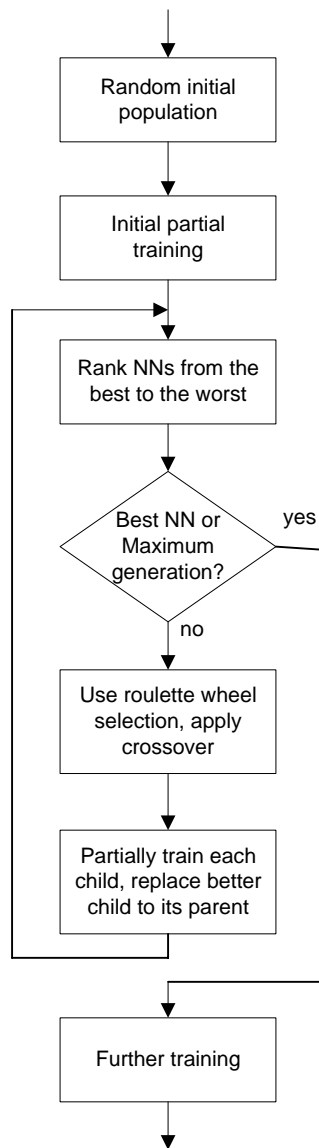 Random initial
population
Initial partial
training
Rank NNs from the
best to the worst
Best NN or
Maximum
generation?
yes
no
Use roulette wheel
selection, apply
crossover
Partially train each
child, replace better
child to its parent
Further training